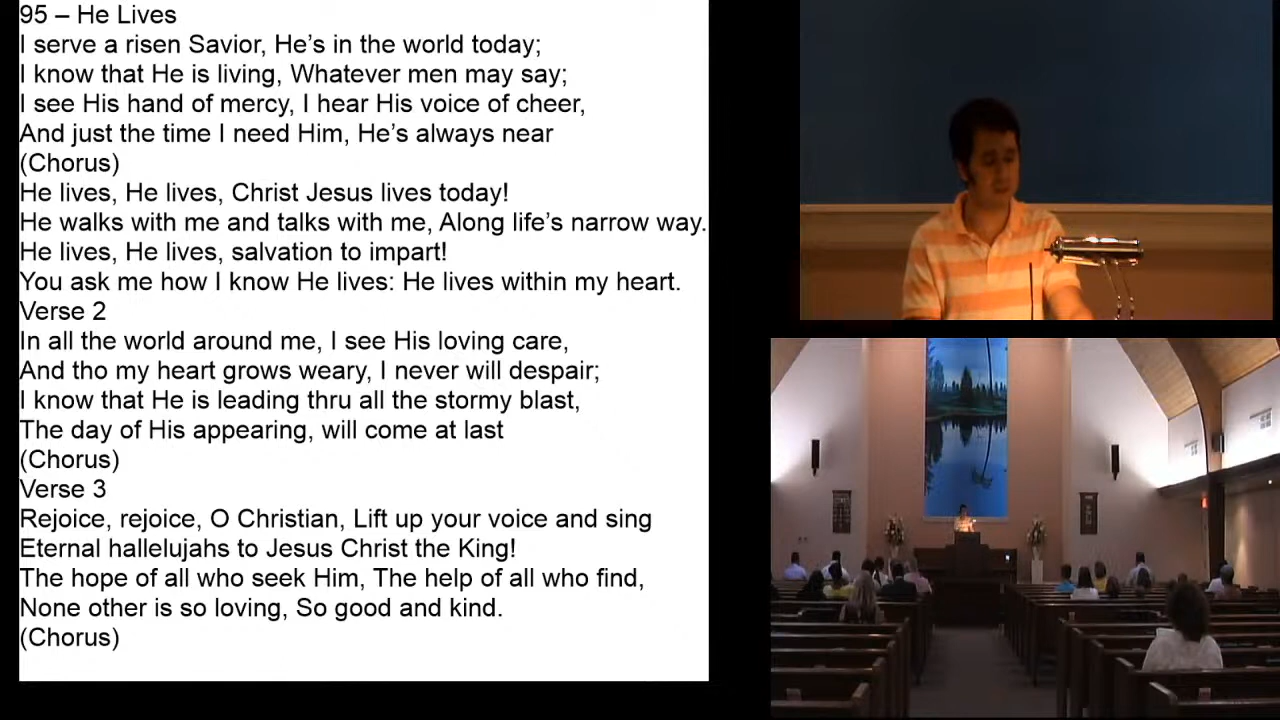 95 – He Lives
I serve a risen Savior, He’s in the world today;
I know that He is living, Whatever men may say;
I see His hand of mercy, I hear His voice of cheer,
And just the time I need Him, He’s always near
(Chorus)
He lives, He lives, Christ Jesus lives today!
He walks with me and talks with me, Along life’s narrow way.
He lives, He lives, salvation to impart!
You ask me how I know He lives: He lives within my heart.
Verse 2
In all the world around me, I see His loving care,
And tho my heart grows weary, I never will despair;
I know that He is leading thru all the stormy blast,
The day of His appearing, will come at last
(Chorus)
Verse 3
Rejoice, rejoice, O Christian, Lift up your voice and sing
Eternal hallelujahs to Jesus Christ the King!
The hope of all who seek Him, The help of all who find,
None other is so loving, So good and kind.
(Chorus)